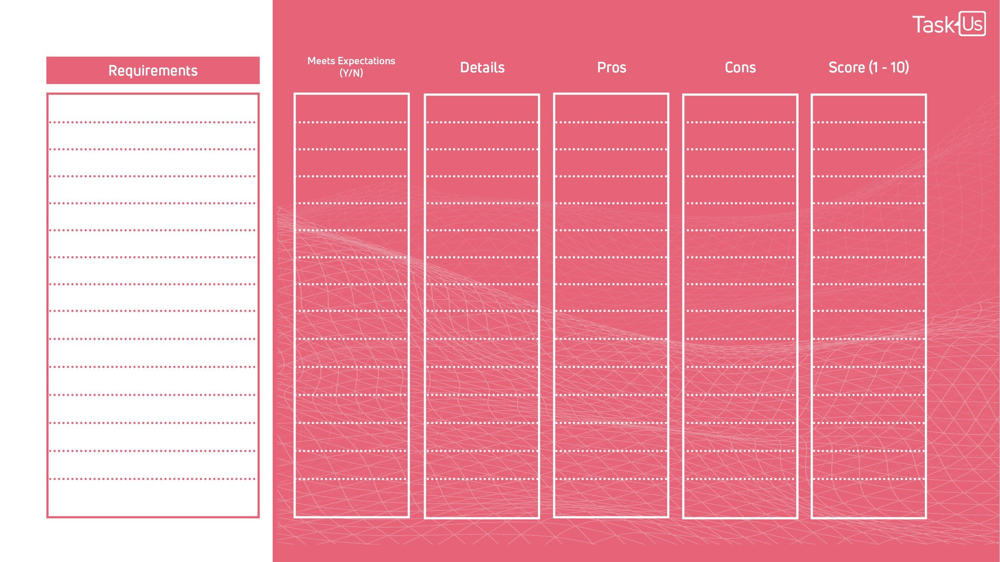 TaskUs
Requirements
Meets Expectations
(Y/N)
Details
Pros
Cons
Score (1 - 10)